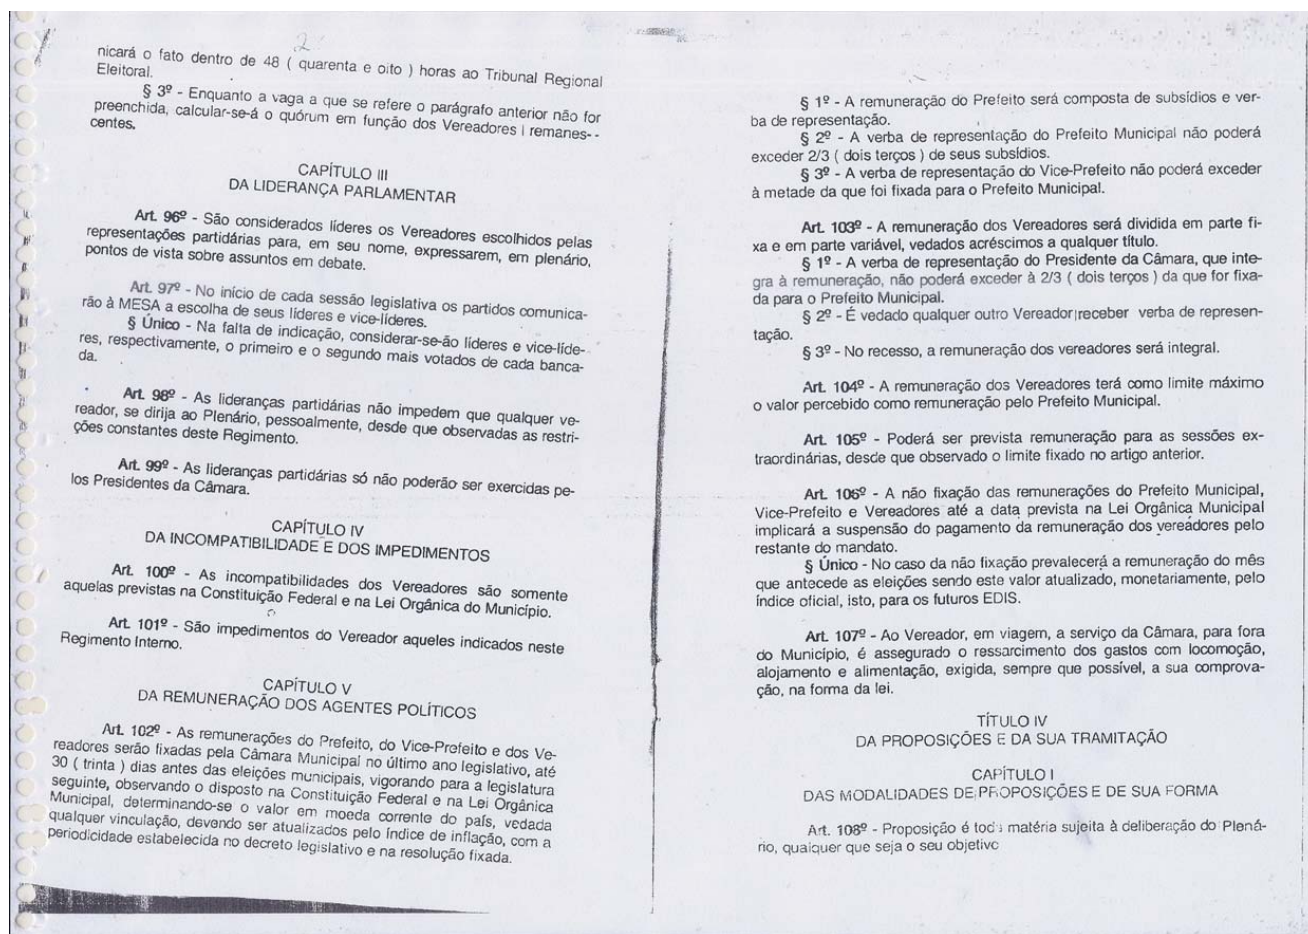 nicará o fato dentro de 48 ( quarenta e oito ) horas ao Tribunal Regional
Eleitoral.
§ 3º - Enquanto a vaga a que se refere o parágrafo anterior não for
preenchida, calcular-se-á o quórum em função dos Vereadores | remanes--
centes.
CAPÍTULO III
DA LIDERANÇA PARLAMENTAR
Art. 96º - São considerados líderes os Vereadores escolhidos pelas
representações partidárias para, em seu nome, expressarem, em plenário,
pontos de vista sobre assuntos em debate.
Art. 97º - No início de cada sessão legislativa os partidos comunica-
rão à MESA a escolha de seus líderes e vice-líderes.
§ Único - Na falta de indicação, considerar-se-ão líderes e vice-líde-
res, respectivamente, o primeiro e o segundo mais votados de cada banca-
da.
Art. 98º - As lideranças partidárias não impedem que qualquer ve-
reador, se dirija ao Plenário, pessoalmente, desde que observadas as restri-
ções constantes deste Regimento.
Art. 99º - As lideranças partidárias só não poderão ser exercidas pe-
los Presidentes da Câmara.
CAPÍTULO IV
DA INCOMPATIBILIDADE E DOS IMPEDIMENTOS
Art. 100º - As incompatibilidades dos Vereadores são somente
aquelas previstas na Constituição Federal e na Lei Orgânica do Município.
Art. 101º - São impedimentos do Vereador aqueles indicados neste
Regimento Interno.
CAPÍTULO V
DA REMUNERAÇÃO DOS AGENTES POLÍTICOS
Art. 102º - As remunerações do Prefeito, do Vice-Prefeito e dos Ve-
readores serão fixadas pela Câmara Municipal no último ano legislativo, até
30 ( trinta ) dias antes das eleições municipais, vigorando para a legislatura
seguinte, observando o disposto na Constituição Federal e na Lei Orgânica
Municipal, determinando-se o valor em moeda corrente do país, vedada
qualquer vinculação, devendo ser atualizados pelo índice de inflação, com a
periodicidade estabelecida no decreto legislativo e na resolução fixada.
§ 1º - A remuneração do Prefeito será composta de subsídios e ver-
ba de representação.
§ 2º - A verba de representação do Prefeito Municipal não poderá
exceder 2/3 ( dois terços ) de seus subsídios.
§ 3º - A verba de representação do Vice-Prefeito não poderá exceder
à metade da que foi fixada para o Prefeito Municipal.
Art. 103º - A remuneração dos Vereadores será dividida em parte fi-
xa e em parte variável, vedados acréscimos a qualquer título.
§ 1º - A verba de representação do Presidente da Câmara, que inte-
gra à remuneração, não poderá exceder à 2/3 ( dois terços ) da que for fixa-
da para o Prefeito Municipal.
§ 2º - É vedado qualquer outro Vereador receber verba de represen-
tação.
§ 3º - No recesso, a remuneração dos vereadores será integral.
Art. 104º - A remuneração dos Vereadores terá como limite máximo
o valor percebido como remuneração pelo Prefeito Municipal.
Art. 105º - Poderá ser prevista remuneração para as sessões ex-
traordinárias, desde que observado o limite fixado no artigo anterior.
Art. 106º - A não fixação das remunerações do Prefeito Municipal,
Vice-Prefeito e Vereadores até a data prevista na Lei Orgânica Municipal
implicará a suspensão do pagamento da remuneração dos vereadores pelo
restante do mandato.
§ Único - No caso da não fixação prevalecerá a remuneração do mês
que antecede as eleições sendo este valor atualizado, monetariamente, pelo
índice oficial, isto, para os futuros EDIS.
Art. 107º - Ao Vereador, em viagem, a serviço da Câmara, para fora
do Município, é assegurado o ressarcimento dos gastos com locomoção,
alojamento e alimentação, exigida, sempre que possível, a sua comprova-
ção, na forma da lei.
TÍTULO IV
DA PROPOSIÇÕES E DA SUA TRAMITAÇÃO
CAPÍTULO I
DAS MODALIDADES DE PROPOSIÇÕES E DE SUA FORMA
Art. 108º - Proposição é toda matéria sujeita à deliberação do Plená-
rio, qualquer que seja o seu objetivo